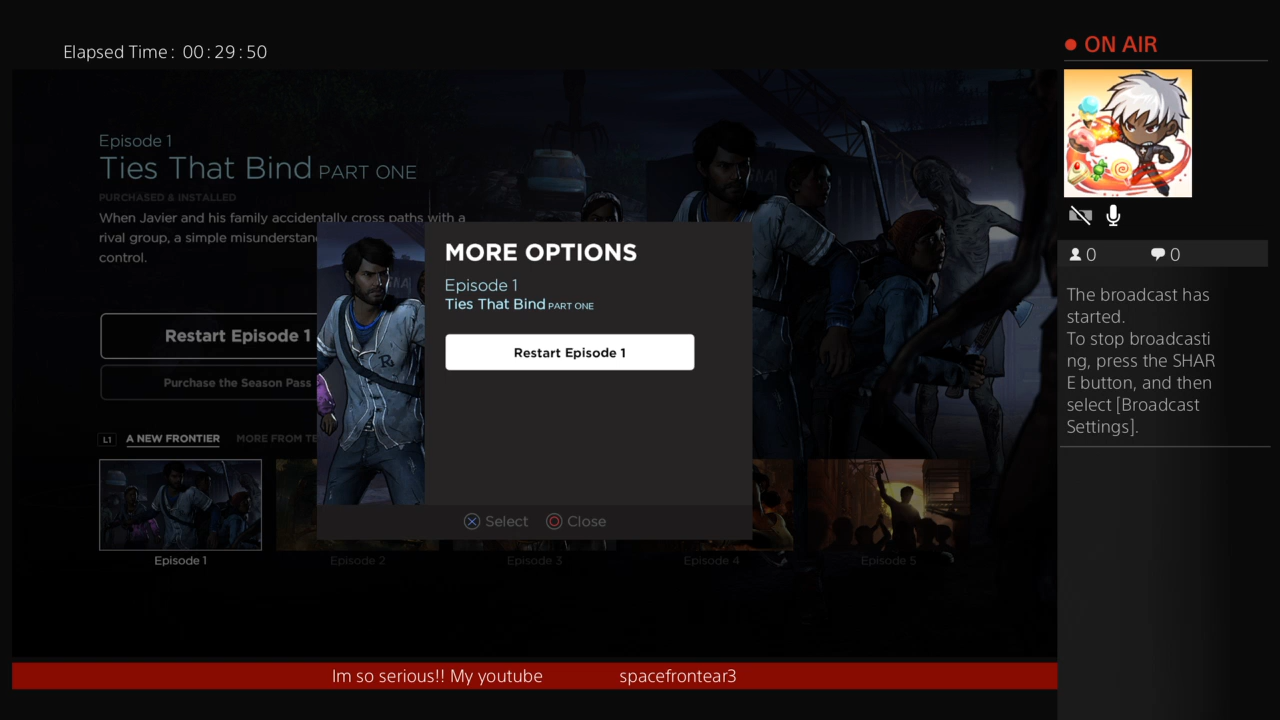 Elapsed Time: 00:29:50
ON AIR
Episode 1
Ties That Bind PART ONE
PURCHASED & INSTALLED
When Javier and his family accidentally cross paths with a
rival group, a simple
control.
Restart Episode 1
Purchase the Season Pass
L1 A NEW FRONTIER MORE FROM
Episode 1 Episode 2 Episode 3 Episode 4 Episode 5
MORE OPTIONS
Episode 1
Ties That Bind PART ONE
Restart Episode 1
Select Close
0 0
The broadcast has
started.
To stop broadcasti
ng, press the SHAR
E button, and then
select [Broadcast
Settings].
Im so serious!! My youtube spacefrontear3